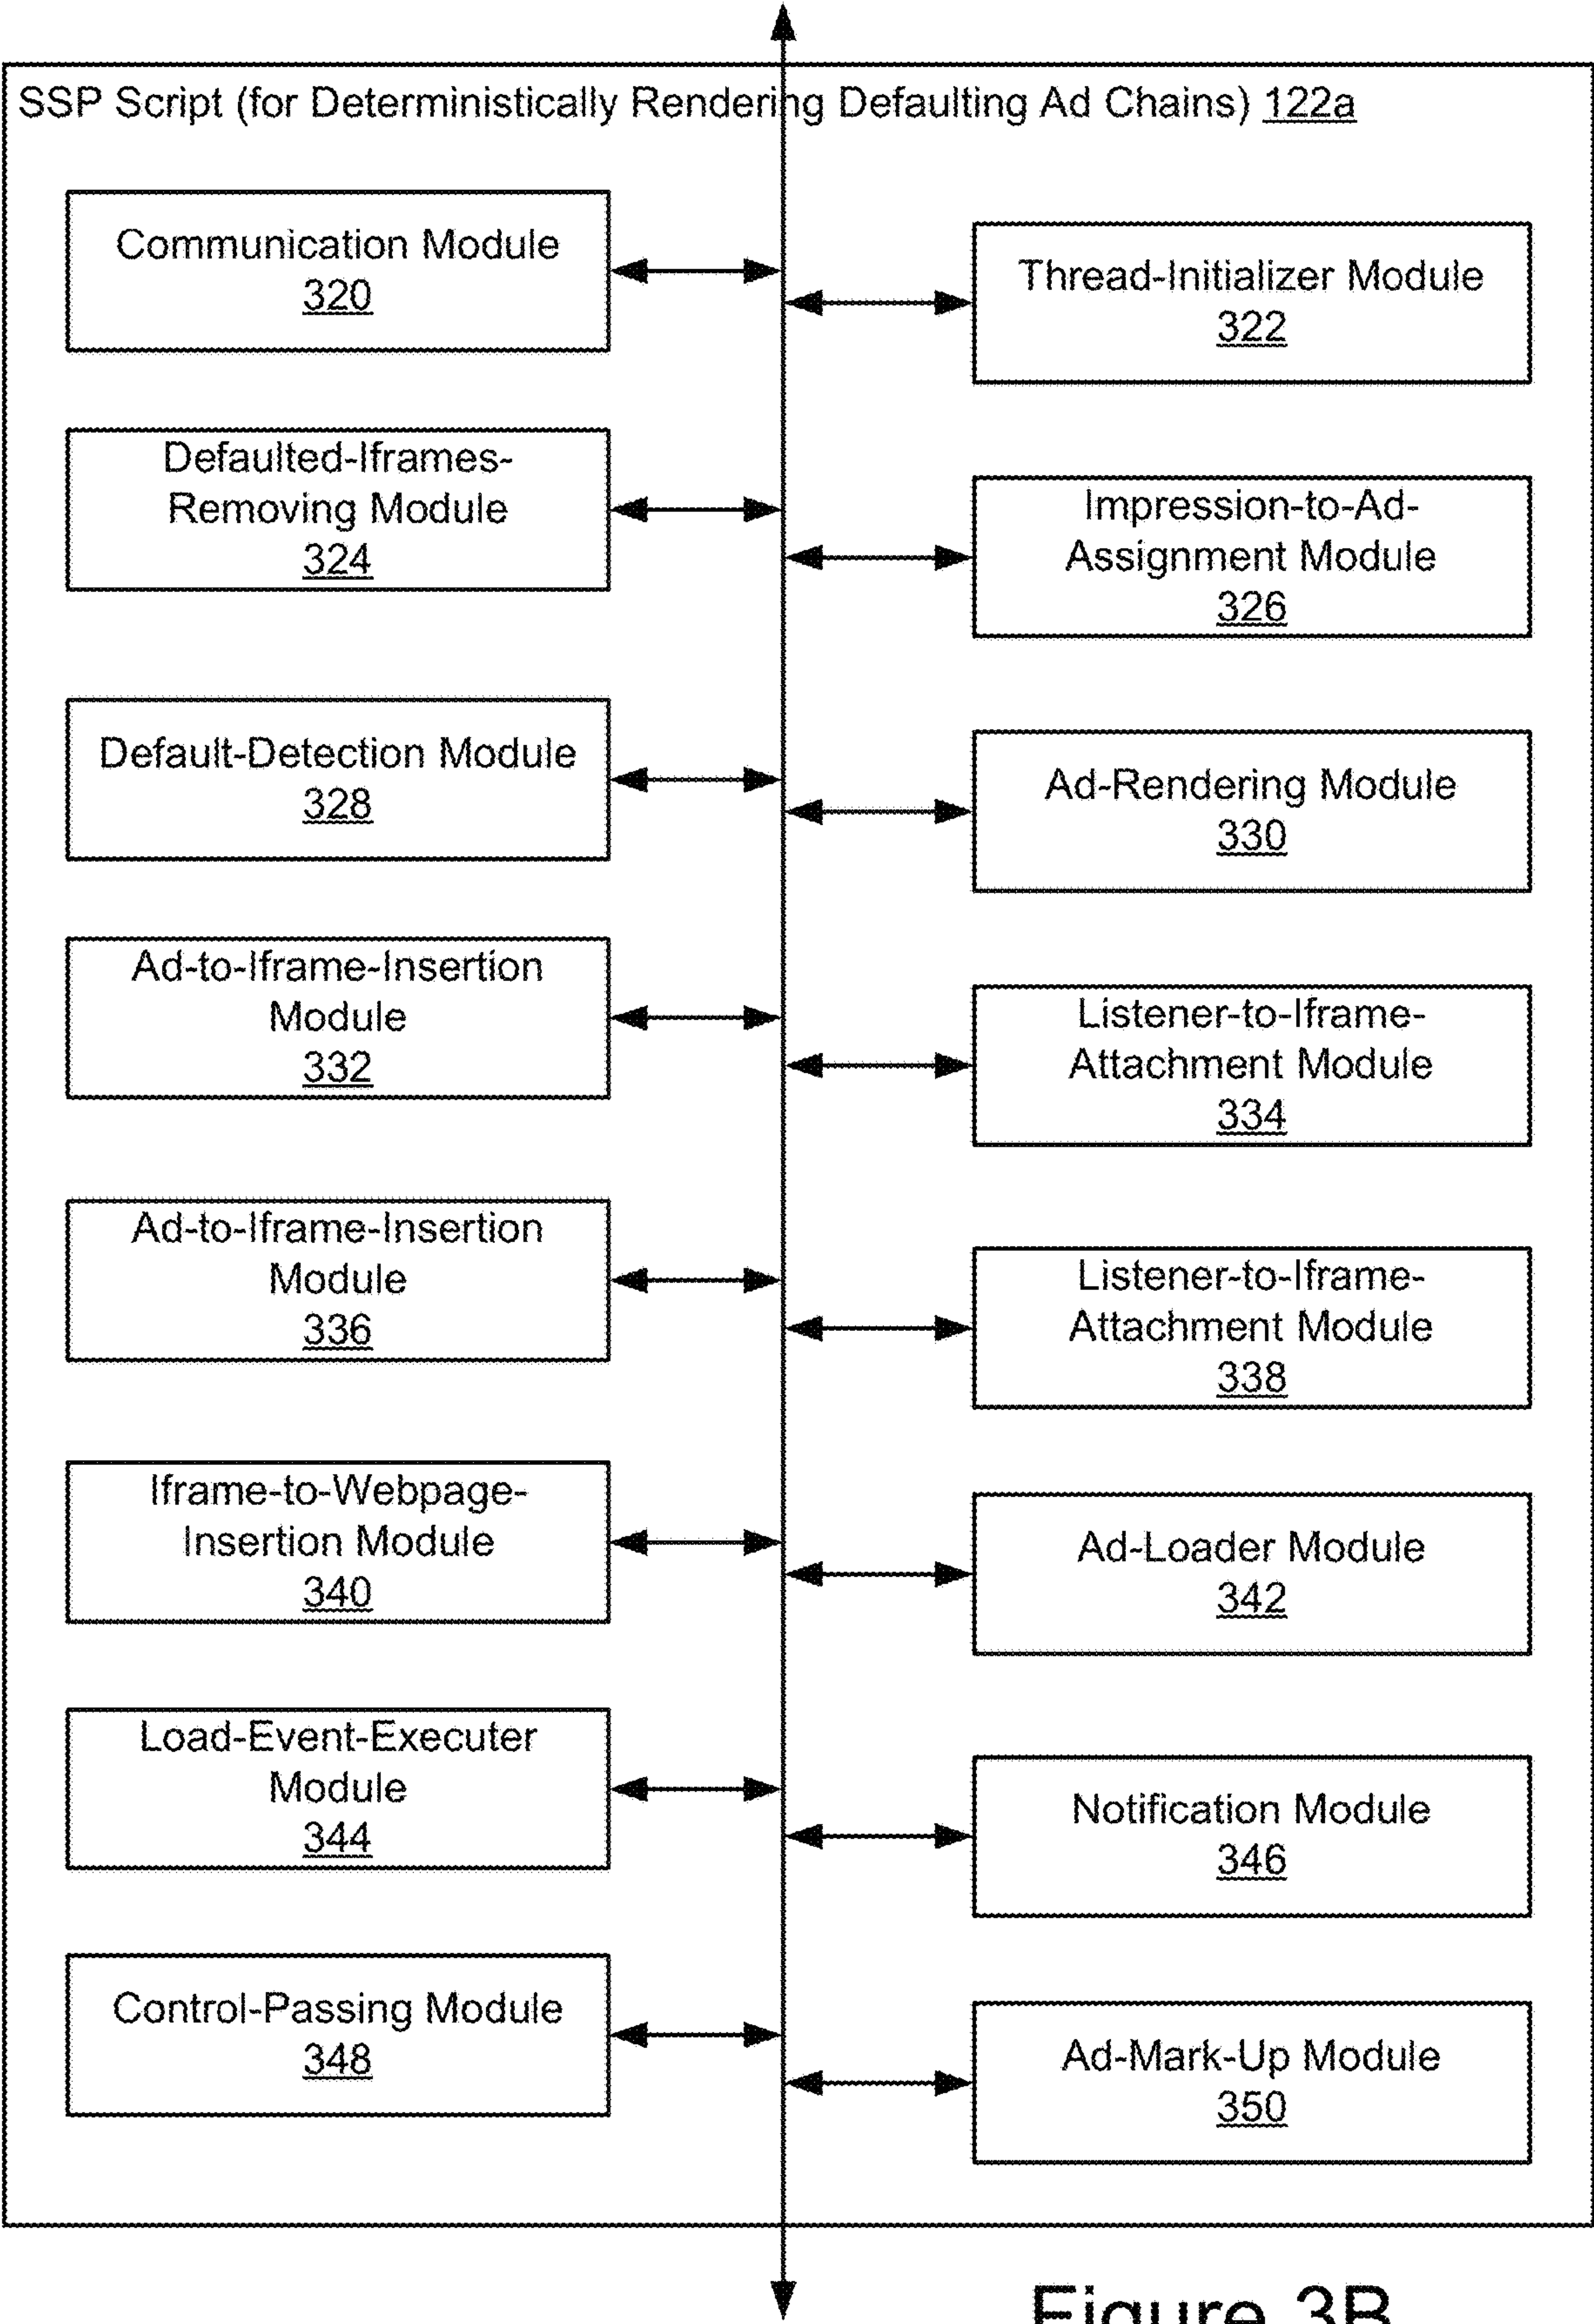 SSP Script (for Deterministically Rendering Defaulting Ad Chains) 122a
Communication Module
320
Thread-Initializer Module
322
Defaulted-Iframes-
Removing Module
324
Impression-to-Ad-
Assignment Module
326
Default-Detection Module
328
Ad-Rendering Module
330
Ad-to-Iframe-Insertion
Module
332
Listener-to-Iframe-
Attachment Module
334
Ad-to-Iframe-Insertion
Module
336
Listener-to-Iframe-
Attachment Module
338
Iframe-to-Webpage-
Insertion Module
340
Ad-Loader Module
342
Load-Event-Executer
Module
344
Notification Module
346
Control-Passing Module
348
Ad-Mark-Up Module
350
Figure 3B